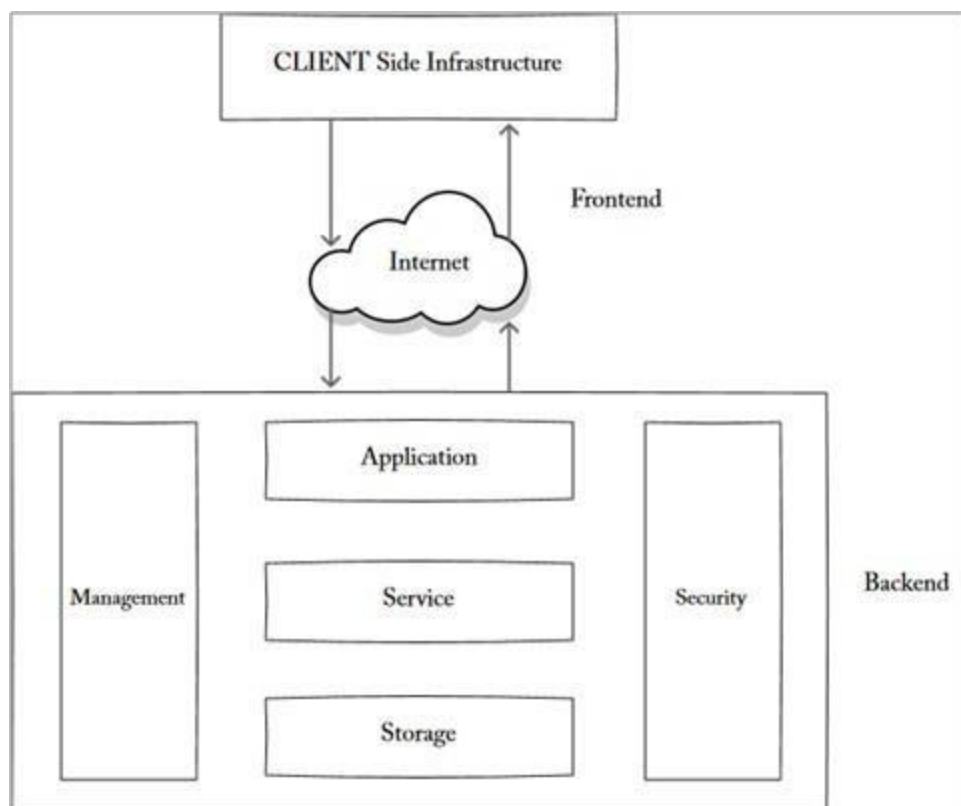 CLIENT Side Infrastructure
Frontend
Internet
Application
Management
Service
Security
Backend
Storage